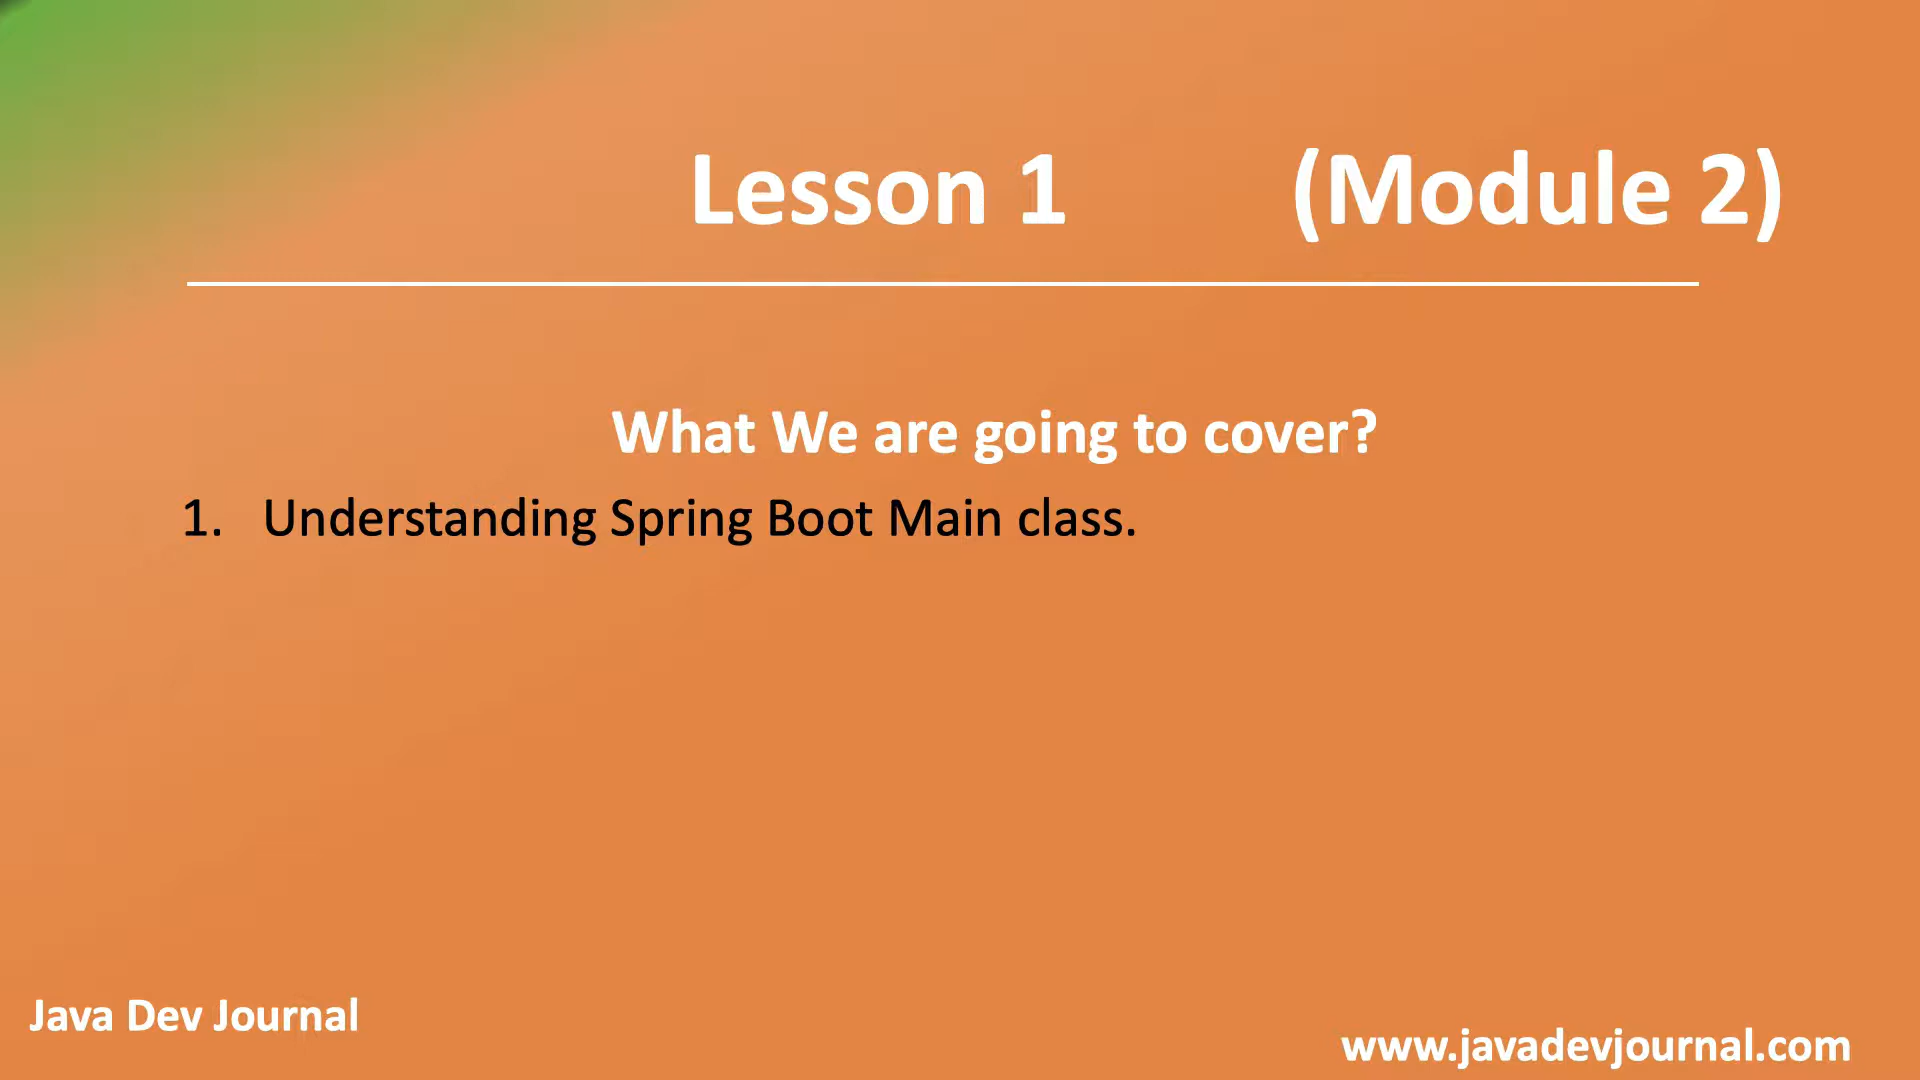 Lesson 1 (Module 2)
What We are going to cover?
1. Understanding Spring Boot Main class.
Java Dev Journal
www.javadevjournal.com